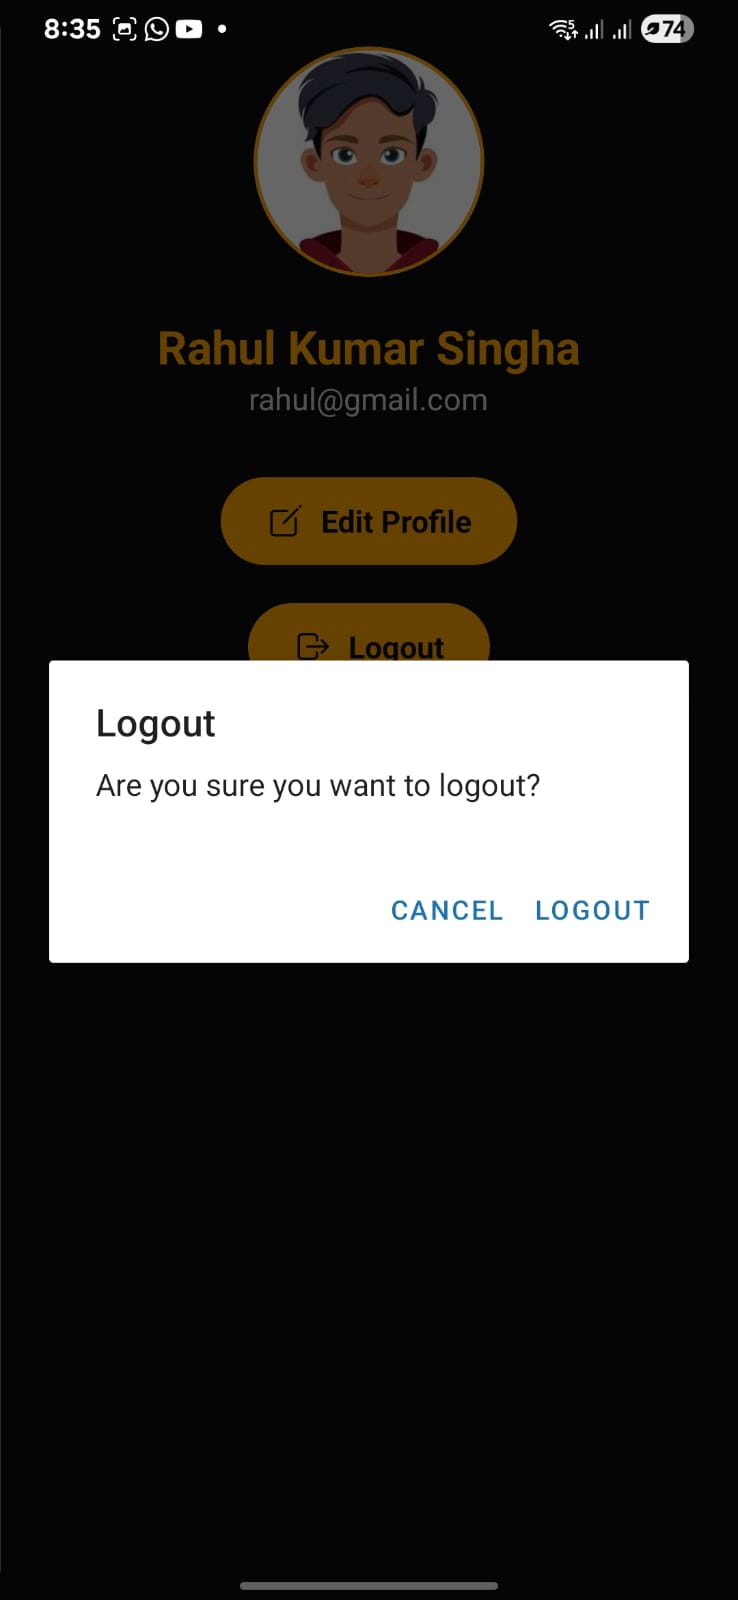 8:35 5 74
Rahul Kumar Singha
rahul@gmail.com
Edit Profile
Logout
Logout
Are you sure you want to logout?
CANCEL LOGOUT